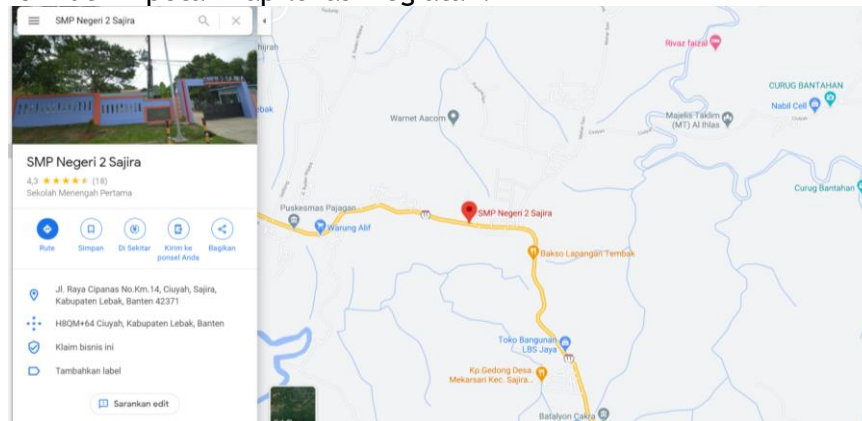 SMP Negeri 2 Sajira
SMP Negeri 2 Sajira
4,3 (18)
Sekolah Menengah Pertama
Rute
Simpan
Di Sekitar
Kirim ke
ponsel Anda
Bagikan
Jl. Raya Cipanas No.Km.14, Ciuyah, Sajira,
Kabupaten Lebak, Banten 42371
H8QM+64 Ciuyah, Kabupaten Lebak, Banten
Klaim bisnis ini
Tambahkan label
Sarankan edit
hijrah
bak
Rivaz faizal
CURUG BANTAHAN
Nabil Cell
Warnet Aacom
Majelis Taklim
(MT) Al Ihlas
Curug Bantahan
Puskesmas Pajagan
Warung Alif
SMP Negeri 2 Sajira
Bakso Lapangan Tembak
Toko Bangunan
LBS Jaya
Kp.Gedong Desa.
Mekarsari Kec. Sajira...
Batalyon Cakra